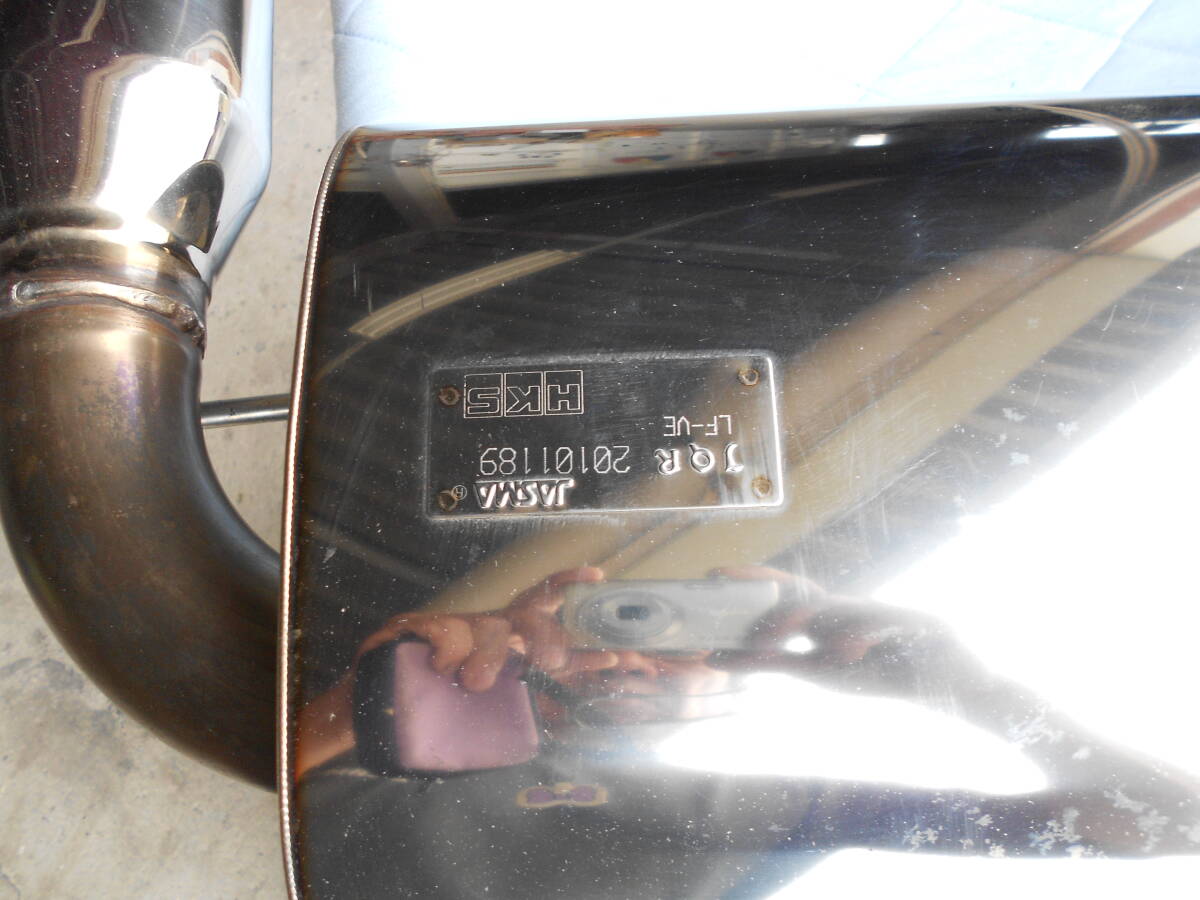 JASMA ®
JQR 20101189
LF-VE
HKS